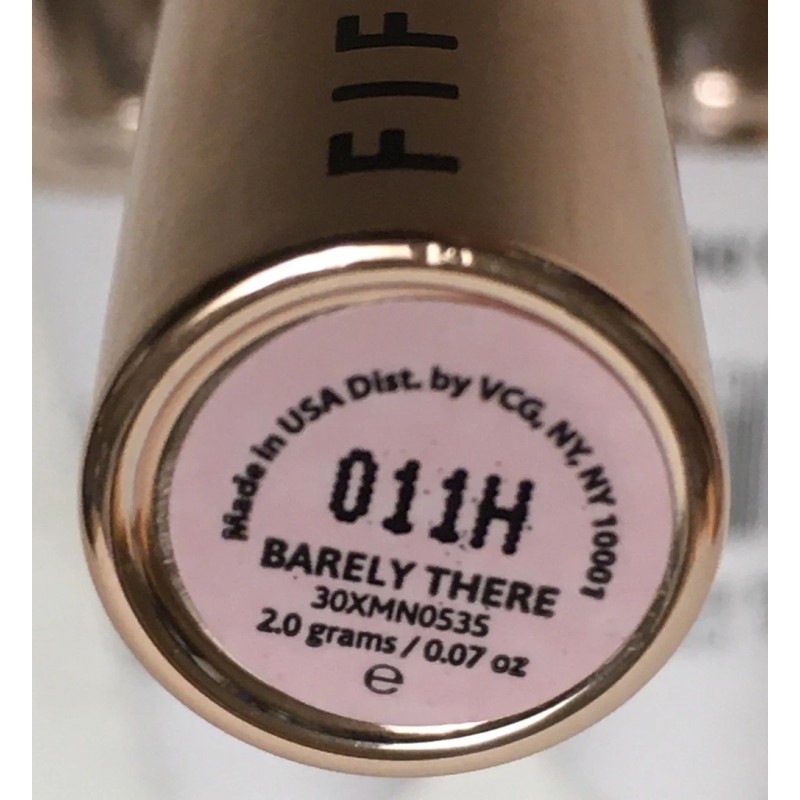 FIF
Made in USA Dist. by VCG, NY, NY 10001
011H
BARELY THERE
30XMN0535
2.0 grams / 0.07 oz
℮